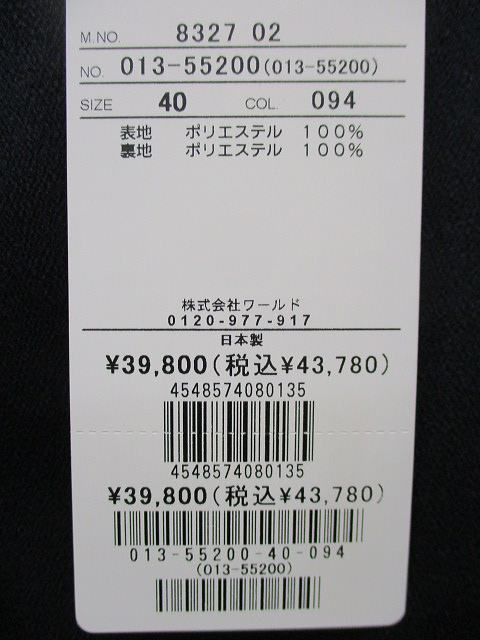 M.NO. 8327 02
NO. 013-55200(013-55200)
SIZE 40 COL. 094
表地 ポリエステル 100%
裏地 ポリエステル 100%
株式会社ワールド
0120-977-917
日本製
¥39,800(税込¥43,780)
4548574080135
4548574080135
¥39,800(税込¥43,780)
013-55200-40-094
(013-55200)